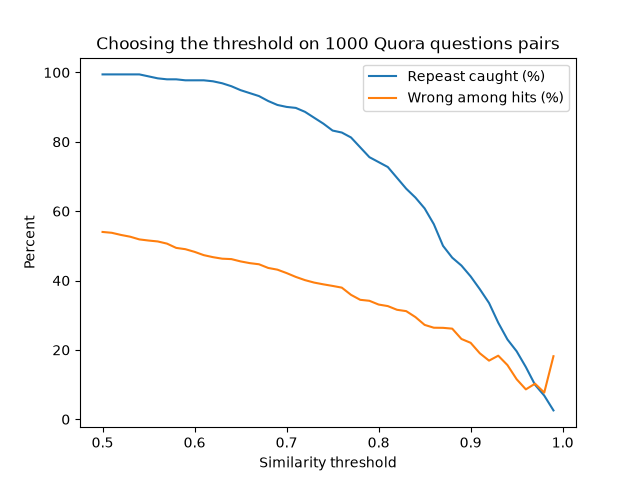 Choosing the threshold on 1000 Quora questions pairs
Repeast caught (%)
Wrong among hits (%)
Percent
100
80
60
40
20
0
0.5 0.6 0.7 0.8 0.9 1.0
Similarity threshold